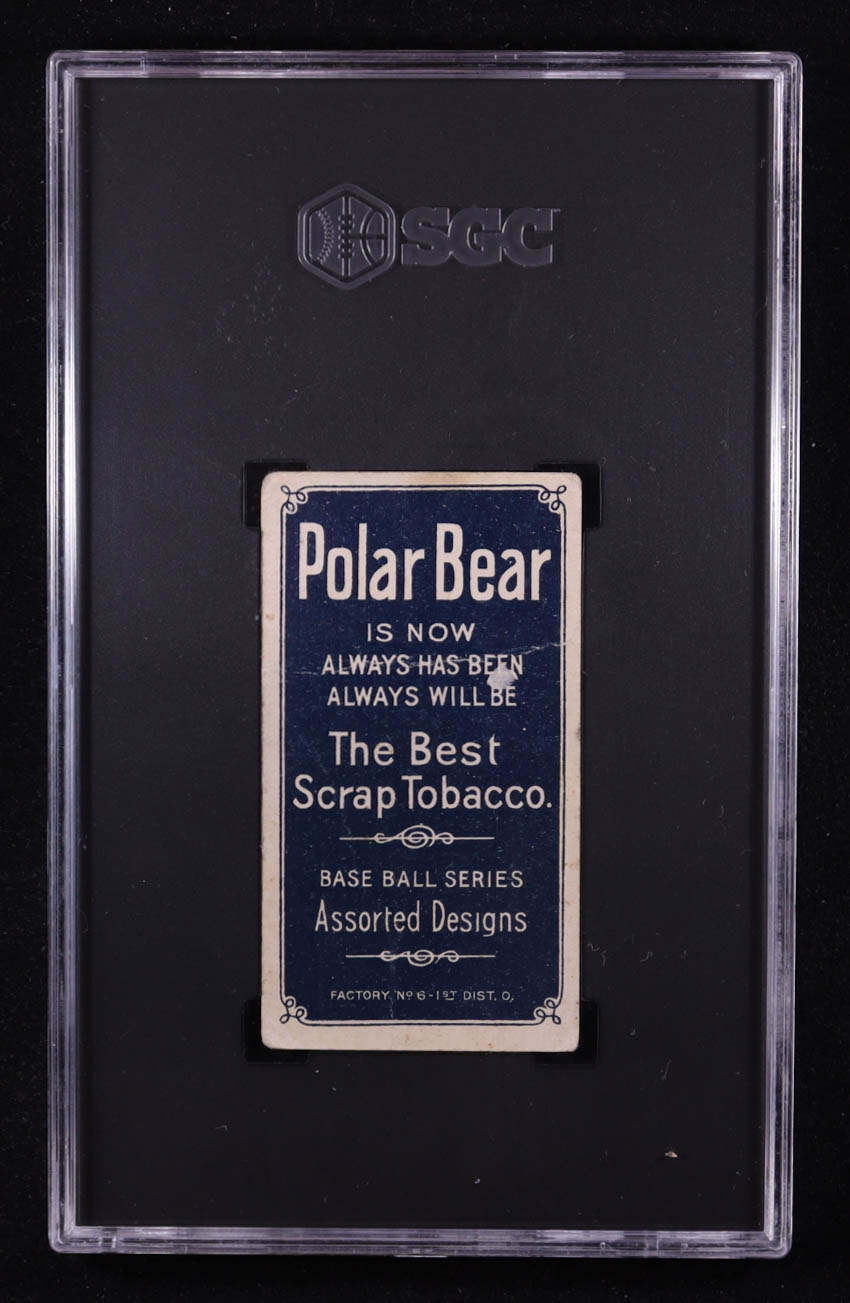 SGC
Polar Bear
IS NOW
ALWAYS HAS BEEN
ALWAYS WILL BE
The Best
Scrap Tobacco.
BASE BALL SERIES
Assorted Designs
FACTORY Nº 6-1ST DIST. O.